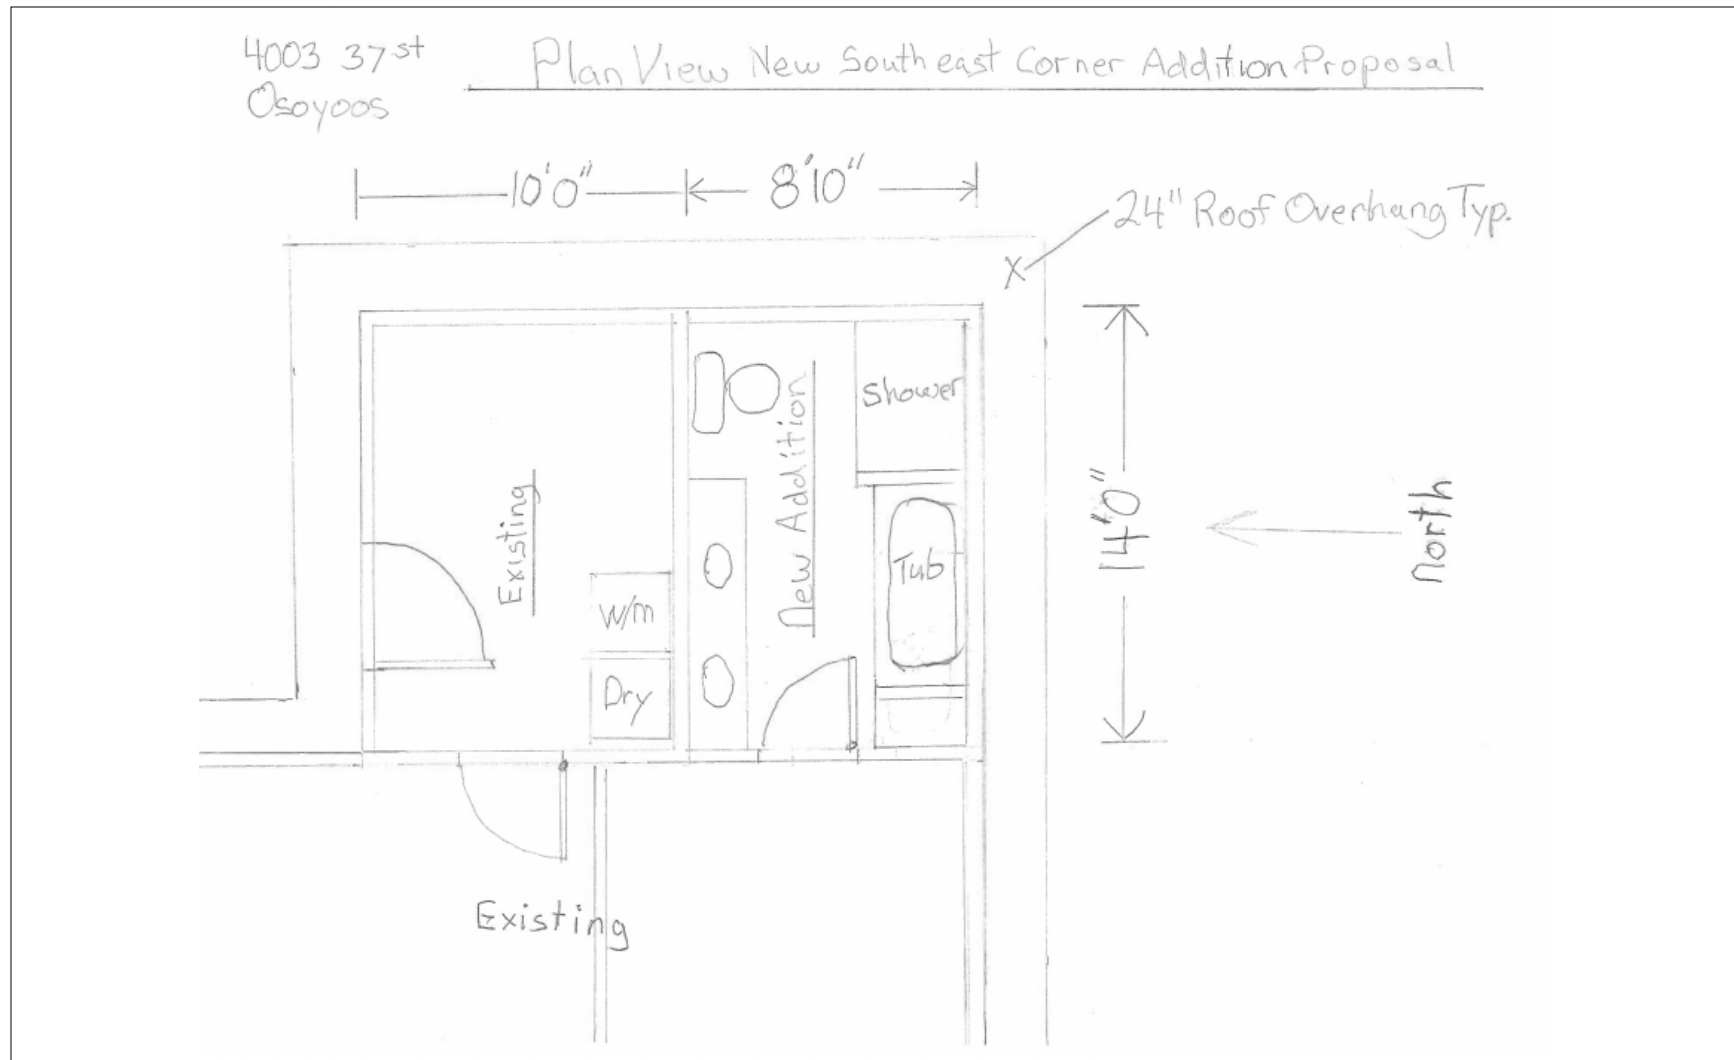 4003 37st
Osoyoos
Plan View New Southeast Corner Addition Proposal
10'0"
8'10"
24" Roof Overhang Typ.
X
Shower
New Addition
Existing
14'0"
North
Tub
W/m
Dry
Existing